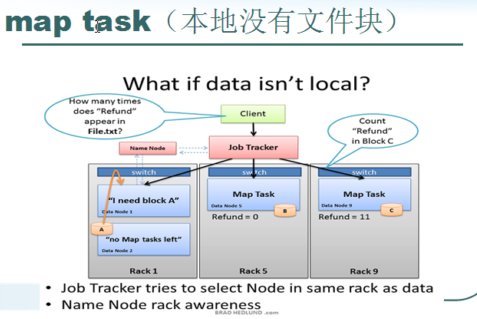 map task（本地没有文件块）
What if data isn't local?
How many times
does "Refund"
appear in
File.txt?
Client
Count
"Refund"
in Block C
Name Node
Job Tracker
switch
switch
switch
"I need block A"
Data Node 1
Map Task
Data Node 5
B
Map Task
Data Node 9
C
Refund = 0
Refund = 11
A
"no Map tasks left"
Data Node 2
Rack 1
Rack 5
Rack 9
• Job Tracker tries to select Node in same rack as data
• Name Node rack awareness
BRAD HEDLUND .com